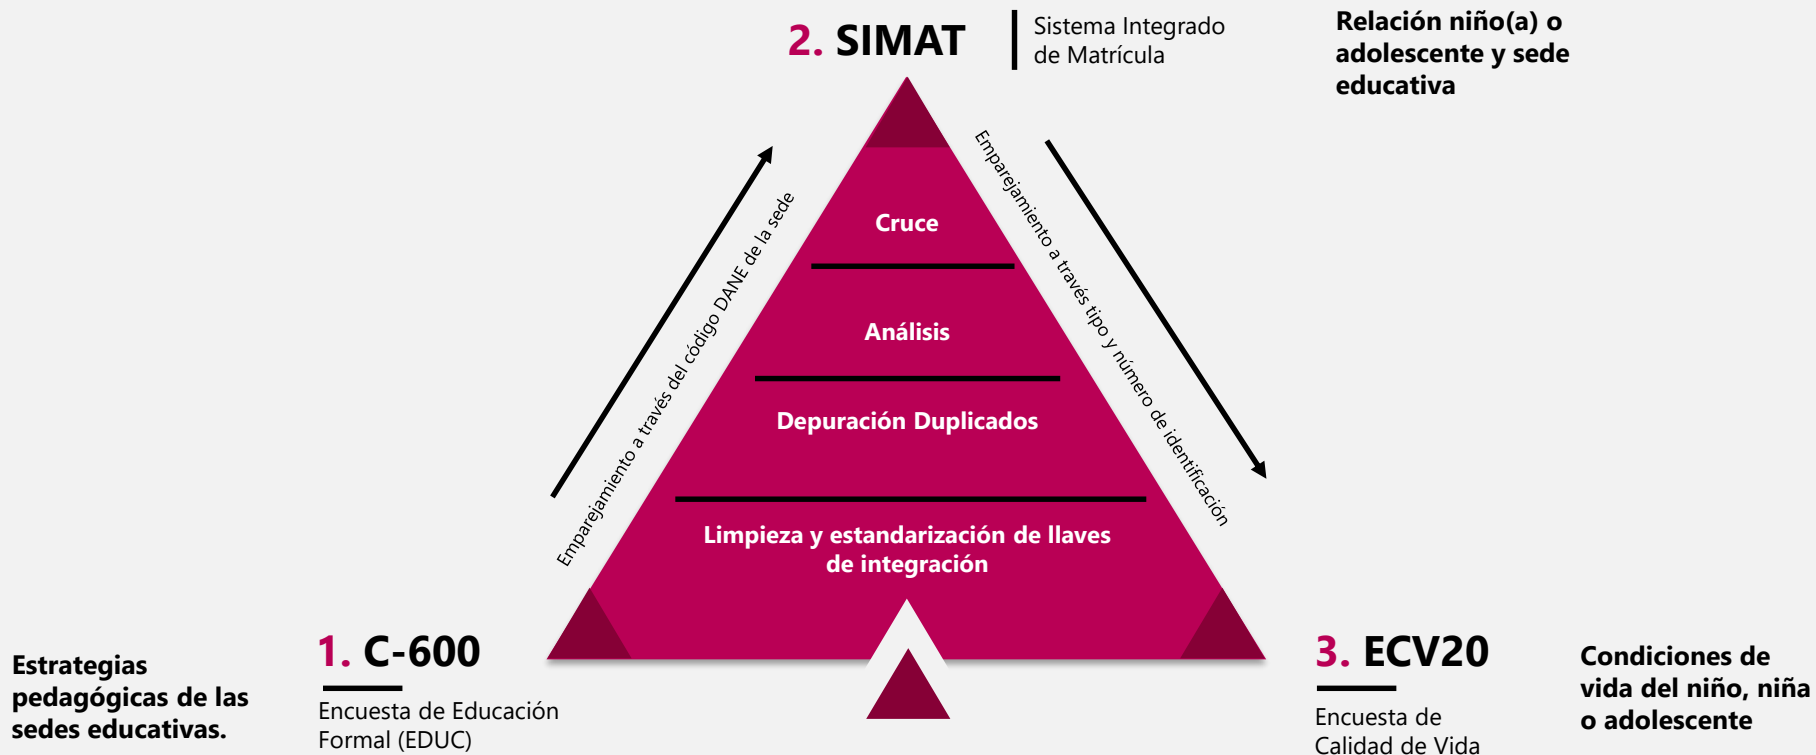 2. SIMAT
Sistema Integrado
de Matrícula
Relación niño(a) o
adolescente y sede
educativa
Emparejamiento a través del código DANE de la sede
Emparejamiento a través tipo y número de identificación
Cruce
Análisis
Depuración Duplicados
Limpieza y estandarización de llaves
de integración
Estrategias
pedagógicas de las
sedes educativas.
1. C-600
Encuesta de Educación
Formal (EDUC)
3. ECV20
Encuesta de
Calidad de Vida
Condiciones de
vida del niño, niña
o adolescente